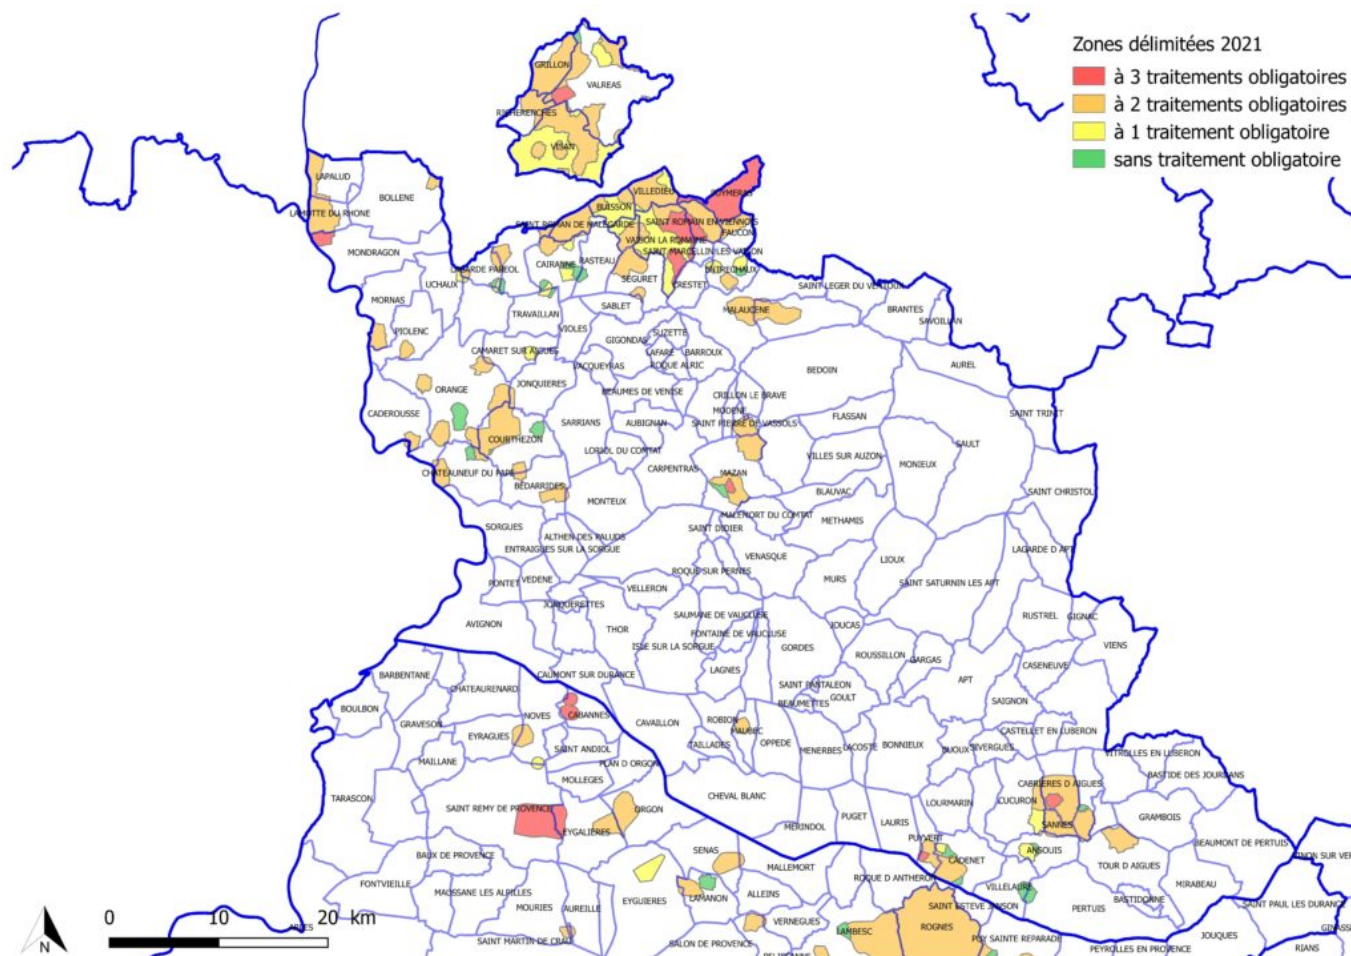 Zones délimitées 2021
à 3 traitements obligatoires
à 2 traitements obligatoires
à 1 traitement obligatoire
sans traitement obligatoire
GRILLON
VALREAS
RICHERENCHES
VISAN
LAPALUD
BOLLENE
LAMOTTE DU RHONE
MONDRAGON
VILLEDIEU
PUYMERAS
BUISSON
SAINT ROMAN DE MALEGARDE
SAINT ROMAIN EN VIENNOIS
FAUCON
VAISON LA ROMAINE
SAINT MARCELLIN LES VAISON
CAIRANNE
RASTEAU
LAGARDE PAREOL
UCHAUX
SEGURET
CRESTET
ENTRECHAUX
SAINT LEGER DU VENTOUX
MORNAS
TRAVAILLAN
SABLET
MALAUCENE
BRANTES
SAVOILLAN
PIOLENC
VIOLES
GIGONDAS
SUZETTE
LAFARE
BARROUX
ROQUE ALRIC
CAMARET SUR AIGUES
VACQUEYRAS
BEDOIN
AUREL
ORANGE
JONQUIERES
BEAUMES DE VENISE
CRILLON LE BRAVE
CADEROUSSE
MODENE
SAINT PIERRE DE VASSOLS
FLASSAN
SAINT TRINIT
SARRIANS
AUBIGNAN
COURTHEZON
LORIOL DU COMTAT
VILLES SUR AUZON
SAULT
MONIEUX
CHATEAUNEUF DU PAPE
CARPENTRAS
MAZAN
BEDARRIDES
MONTEUX
BLAUVAC
SAINT CHRISTOL
MALEMORT DU COMTAT
METHAMIS
SORGUES
SAINT DIDIER
ALTHEN DES PALUDS
ENTRAIGUES SUR LA SORGUE
VENASQUE
LIOUX
LAGARDE D APT
ROQUE SUR PERNES
MURS
SAINT SATURNIN LES APT
PONTET
VEDENE
VELLERON
JONQUERETTES
SAUMANE DE VAUCLUSE
RUSTREL
GIGNAC
AVIGNON
THOR
FONTAINE DE VAUCLUSE
JOUCAS
ISLE SUR LA SORGUE
GORDES
ROUSSILLON
GARGAS
VIENS
CASENEUVE
CAUMONT SUR DURANCE
LAGNES
APT
BARBENTANE
CHATEAURENARD
SAINT PANTALEON
GOULT
BEAUMETTES
SAIGNON
BOULBON
GRAVESON
NOVES
CABANNES
CAVAILLON
ROBION
MAUBEC
OPPEDE
MENERBES
LACOSTE
BONNIEUX
CASTELLET EN LUBERON
EYRAGUES
SAINT ANDIOL
TAILLADES
BUOUX
SIVERGUES
VITROLLES EN LUBERON
MAILLANE
PLAN D ORGON
BASTIDE DES JOURDANS
MOLLEGES
CABRIERES D AIGUES
TARASCON
CHEVAL BLANC
LOURMARIN
CUCURON
SAINT REMY DE PROVENCE
ORGON
PUGET
LAURIS
GRAMBOIS
EYGALIERES
MERINDOL
SANNES
PUYVERT
BEAUMONT DE PERTUIS
SENAS
ANSOUIS
BAUX DE PROVENCE
MALLEMORT
CADENET
TOUR D AIGUES
FONTVIEILLE
ROQUE D ANTHERON
MIRABEAU
MAUSSANE LES ALPILLES
EYGUIERES
LAMANON
ALLEINS
VILLELAURE
BASTIDONNE
MOURIES
AUREILLE
SAINT ESTEVE JANSON
PERTUIS
SAINT PAUL LES DURANCE
VERNEGUES
LAMBESC
ROGNES
SAINT MARTIN DE CRAU
SALON DE PROVENCE
PUY SAINTE REPARADE
PEYROLLES EN PROVENCE
JOUQUES
RIANS
0 10 20 km
N